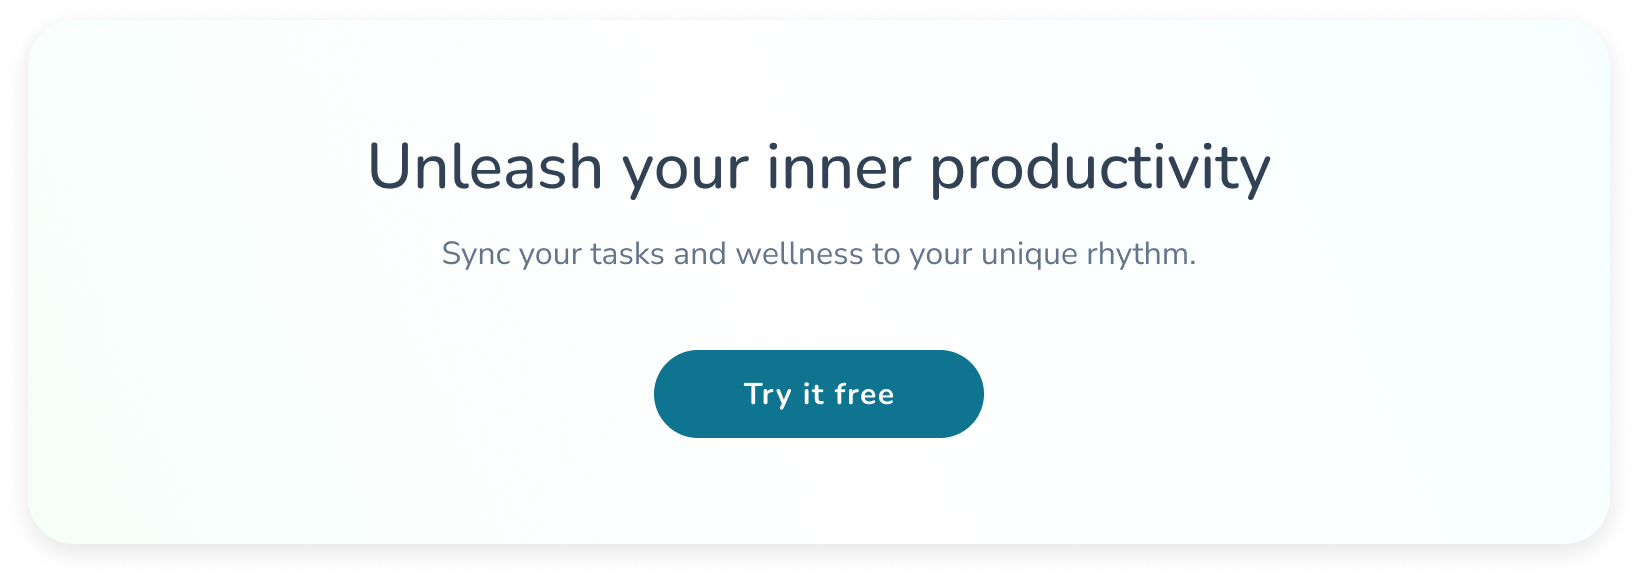 Unleash your inner productivity
Sync your tasks and wellness to your unique rhythm.
Try it free